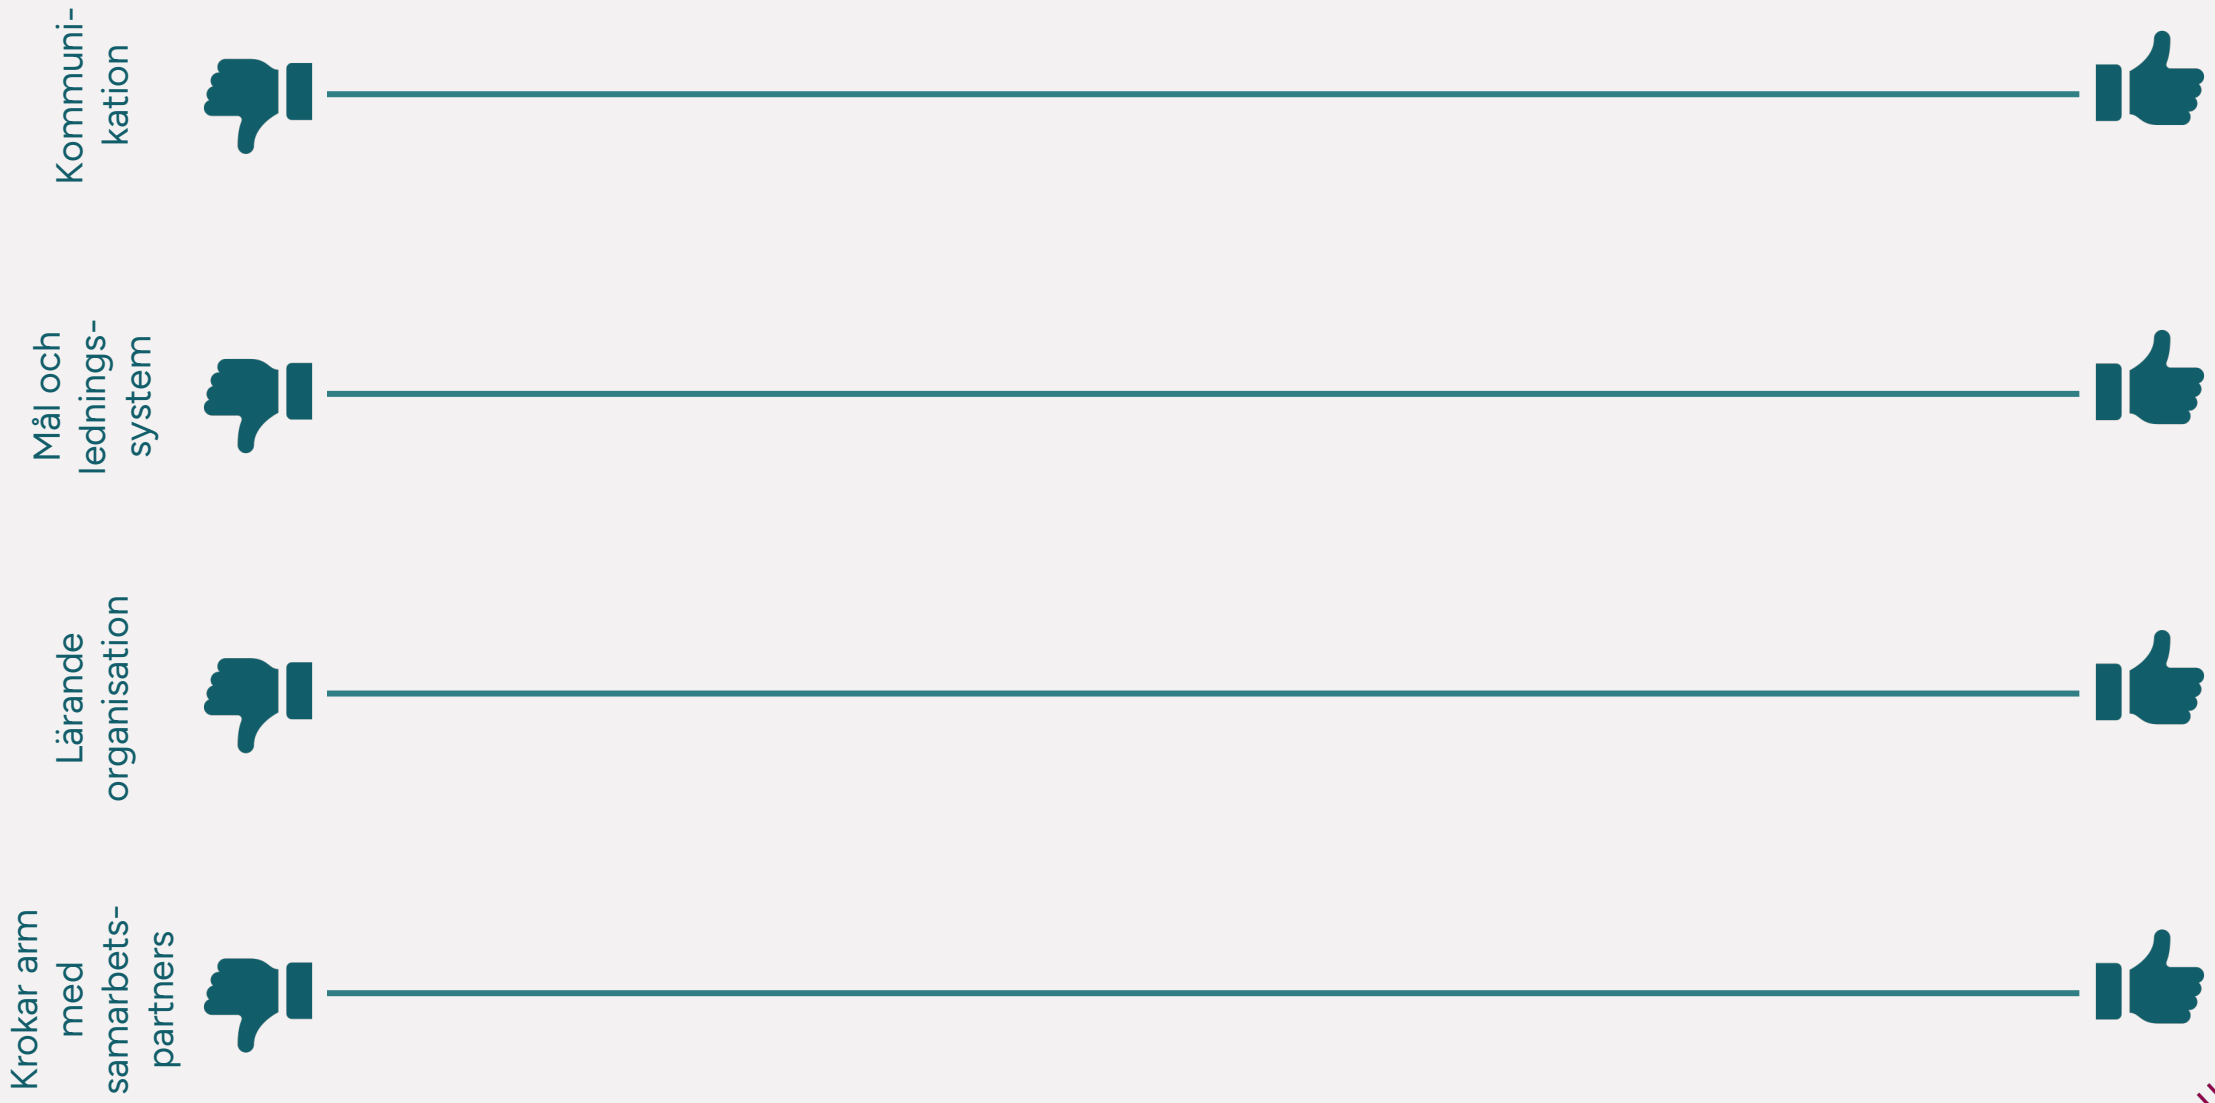 Kommuni-
kation
Mål och
lednings-
system
Lärande
organisation
Krokar arm
med
samarbets-
partners